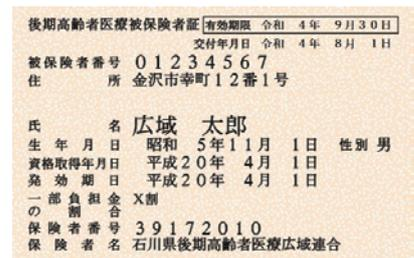 後期高齢者医療被保険者証 有効期限 令和 4年 9月30日
交付年月日 令和 4年 8月 1日
被保険者番号 01234567
住所 金沢市幸町12番1号
氏名 広域 太郎
生年月日 昭和 5年11月 1日 性別 男
資格取得年月日 平成20年 4月 1日
発効期日 平成20年 4月 1日
一部負担金の割合 X割
保険者番号 39172010
保険者名 石川県後期高齢者医療広域連合